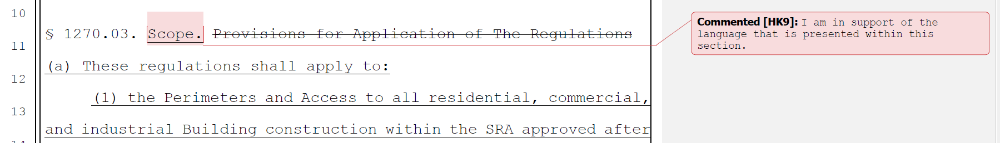 10
§ 1270.03. Scope. Provisions for Application of The Regulations
11
(a) These regulations shall apply to:
12
(1) the Perimeters and Access to all residential, commercial,
13
and industrial Building construction within the SRA approved after
14
Commented [HK9]: I am in support of the
language that is presented within this
section.